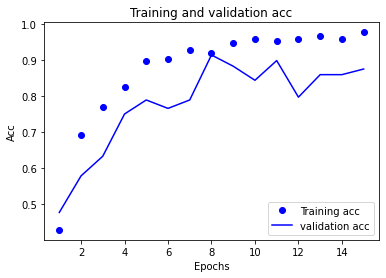 Training and validation acc
1.0
0.9
0.8
0.7
0.6
0.5
Acc
2 4 6 8 10 12 14
Epochs
Training acc
validation acc